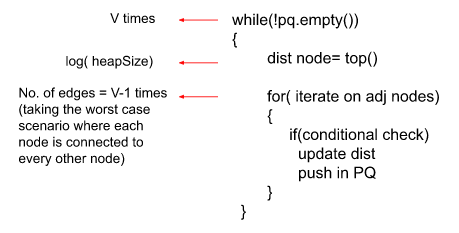 V times
while(!pq.empty())
{
log( heapSize)
dist node= top()
No. of edges = V-1 times
(taking the worst case
scenario where each
node is connected to
every other node)
for( iterate on adj nodes)
{
if(conditional check)
update dist
push in PQ
}
}